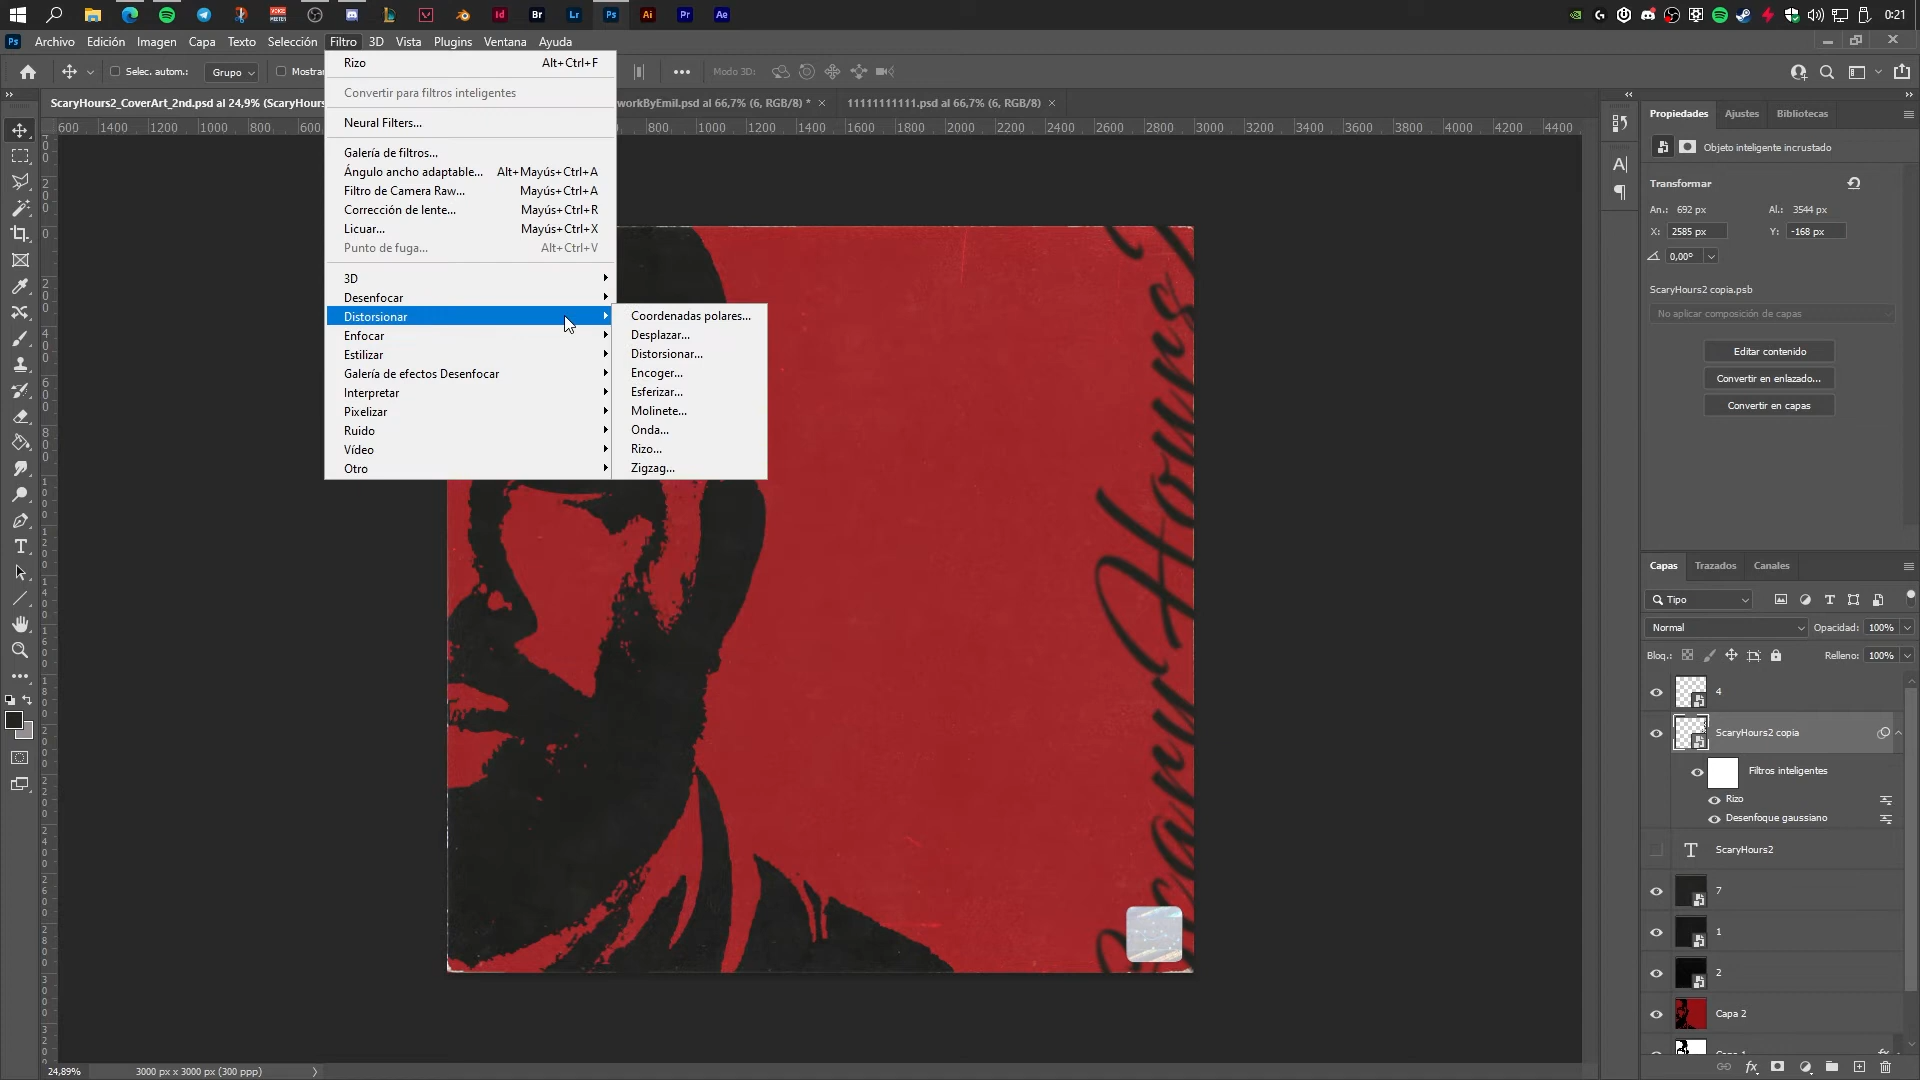 0:21
Archivo Edición Imagen Capa Texto Selección Filtro 3D Vista Plugins Ventana Ayuda
Selec. autom.: Grupo Mostrar
Modo 3D:
ScaryHours2_CoverArt_2nd.psd al 24,9% (ScaryHours
workByEmil.psd al 66,7% (6, RGB/8) *
11111111111.psd al 66,7% (6, RGB/8)
Rizo Alt+Ctrl+F
Convertir para filtros inteligentes
Neural Filters...
Galería de filtros...
Ángulo ancho adaptable... Alt+Mayús+Ctrl+A
Filtro de Camera Raw... Mayús+Ctrl+A
Corrección de lente... Mayús+Ctrl+R
Licuar... Mayús+Ctrl+X
Punto de fuga... Alt+Ctrl+V
3D
Desenfocar
Distorsionar
Enfocar
Estilizar
Galería de efectos Desenfocar
Interpretar
Pixelizar
Ruido
Vídeo
Otro
Coordenadas polares...
Desplazar...
Distorsionar...
Encoger...
Esferizar...
Molinete...
Onda...
Rizo...
Zigzag...
600 1400 1200 1000 800 600
800 1000 1200 1400 1600 1800 2000 2200 2400 2600 2800 3000 3200 3400 3600 3800 4000 4200 4400
Scary Hours 2
Propiedades Ajustes Bibliotecas
Objeto inteligente incrustado
Transformar
An.: 692 px Al.: 3544 px
X: 2585 px Y: -168 px
0,00°
ScaryHours2 copia.psb
No aplicar composición de capas
Editar contenido
Convertir en enlazado...
Convertir en capas
Capas Trazados Canales
Tipo
Normal Opacidad: 100%
Bloq.: Relleno: 100%
4
ScaryHours2 copia
Filtros inteligentes
Rizo
Desenfoque gaussiano
ScaryHours2
7
1
2
Capa 2
24,89% 3000 px x 3000 px (300 ppp)